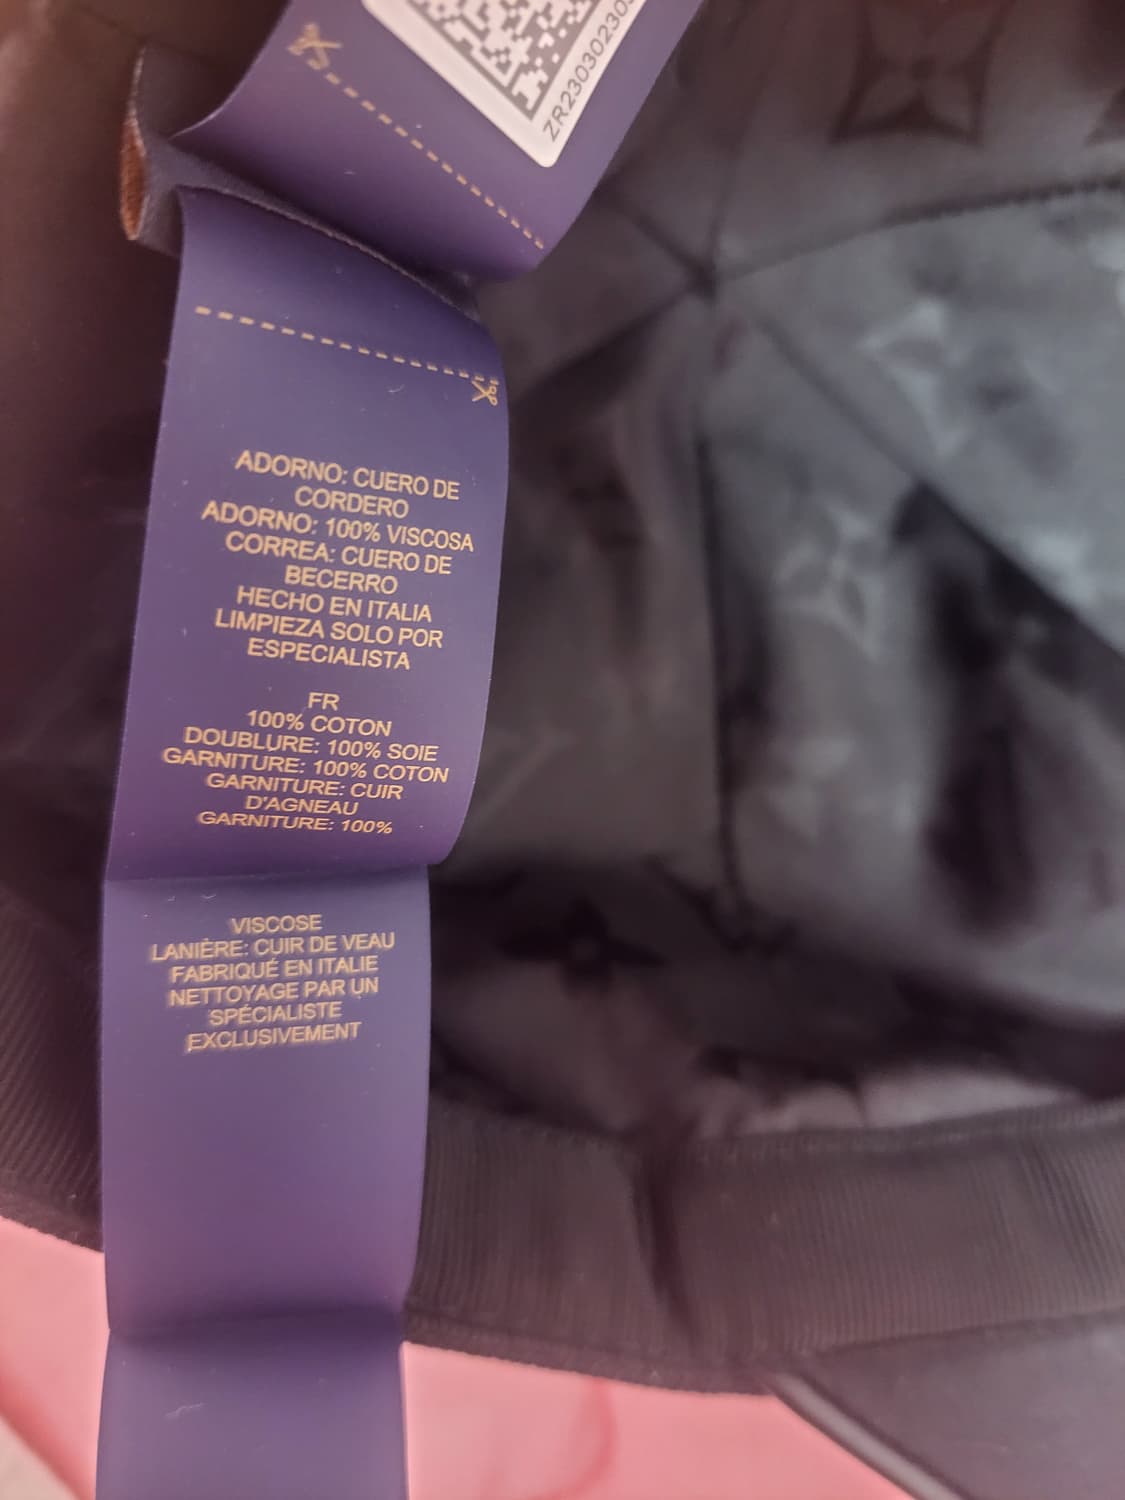 ADORNO: CUERO DE
CORDERO
ADORNO: 100% VISCOSA
CORREA: CUERO DE
BECERRO
HECHO EN ITALIA
LIMPIEZA SOLO POR
ESPECIALISTA
FR
100% COTON
DOUBLURE: 100% SOIE
GARNITURE: 100% COTON
GARNITURE: CUIR
D'AGNEAU
GARNITURE: 100%
VISCOSE
LANIÈRE: CUIR DE VEAU
FABRIQUÉ EN ITALIE
NETTOYAGE PAR UN
SPÉCIALISTE
EXCLUSIVEMENT